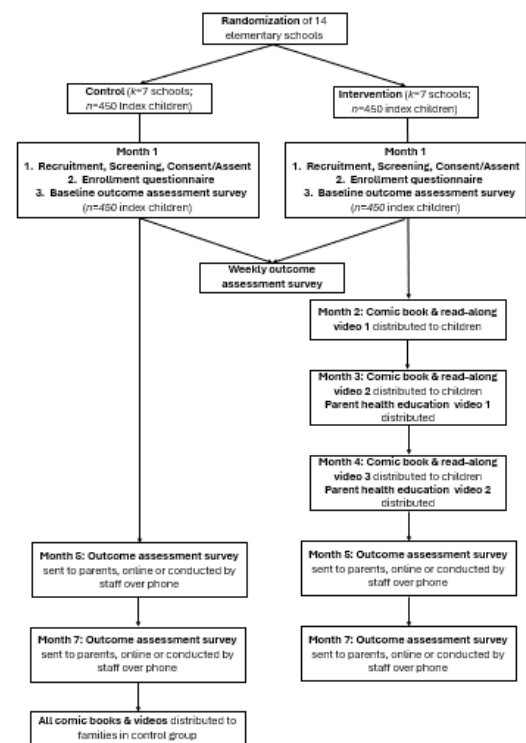 Randomization of 14
elementary schools
Control (k=7 schools;
n=450 Index children)
Intervention (k=7 schools;
n=450 index children)
Month 1
1. Recruitment, Screening, Consent/Assent
2. Enrollment questionnaire
3. Baseline outcome assessment survey
(n=450 index children)
Month 1
1. Recruitment, Screening, Consent/Assent
2. Enrollment questionnaire
3. Baseline outcome assessment survey
(n=450 index children)
Weekly outcome
assessment survey
Month 2: Comic book & read-along
video 1 distributed to children
Month 3: Comic book & read-along
video 2 distributed to children
Parent health education video 1
distributed
Month 4: Comic book & read-along
video 3 distributed to children
Parent health education video 2
distributed
Month 5: Outcome assessment survey
sent to parents, online or conducted by
staff over phone
Month 5: Outcome assessment survey
sent to parents, online or conducted by
staff over phone
Month 7: Outcome assessment survey
sent to parents, online or conducted by
staff over phone
Month 7: Outcome assessment survey
sent to parents, online or conducted by
staff over phone
All comic books & videos distributed to
families in control group